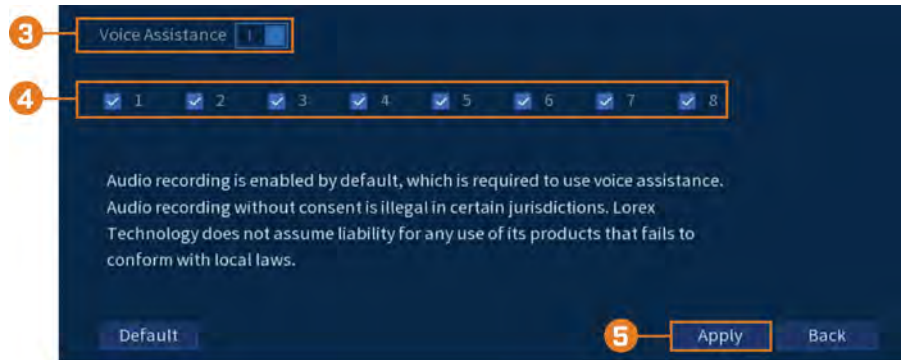 3 Voice Assistance I
4 1 2 3 4 5 6 7 8
Audio recording is enabled by default, which is required to use voice assistance.
Audio recording without consent is illegal in certain jurisdictions. Lorex
Technology does not assume liability for any use of its products that fails to
conform with local laws.
Default 5 Apply Back